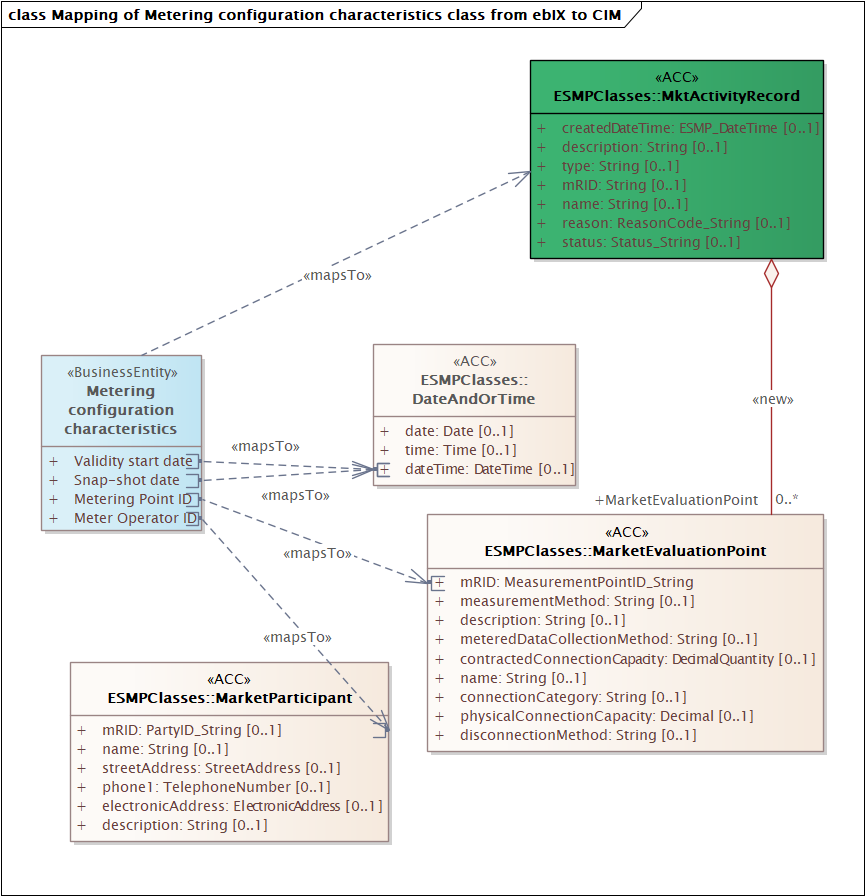 class Mapping of Metering configuration characteristics class from ebIX to CIM
«ACC»
ESMPClasses::MktActivityRecord
+ createdDateTime: ESMP_DateTime [0..1]
+ description: String [0..1]
+ type: String [0..1]
+ mRID: String [0..1]
+ name: String [0..1]
+ reason: ReasonCode_String [0..1]
+ status: Status_String [0..1]
«mapsTo»
«BusinessEntity»
Metering
configuration
characteristics
+ Validity start date
+ Snap-shot date
+ Metering Point ID
+ Meter Operator ID
«mapsTo»
«mapsTo»
«mapsTo»
«mapsTo»
«ACC»
ESMPClasses::
DateAndOrTime
+ date: Date [0..1]
+ time: Time [0..1]
+ dateTime: DateTime [0..1]
«new»
+MarketEvaluationPoint 0..*
«ACC»
ESMPClasses::MarketEvaluationPoint
+ mRID: MeasurementPointID_String
+ measurementMethod: String [0..1]
+ description: String [0..1]
+ meteredDataCollectionMethod: String [0..1]
+ contractedConnectionCapacity: DecimalQuantity [0..1]
+ name: String [0..1]
+ connectionCategory: String [0..1]
+ physicalConnectionCapacity: Decimal [0..1]
+ disconnectionMethod: String [0..1]
«ACC»
ESMPClasses::MarketParticipant
+ mRID: PartyID_String [0..1]
+ name: String [0..1]
+ streetAddress: StreetAddress [0..1]
+ phone1: TelephoneNumber [0..1]
+ electronicAddress: ElectronicAddress [0..1]
+ description: String [0..1]